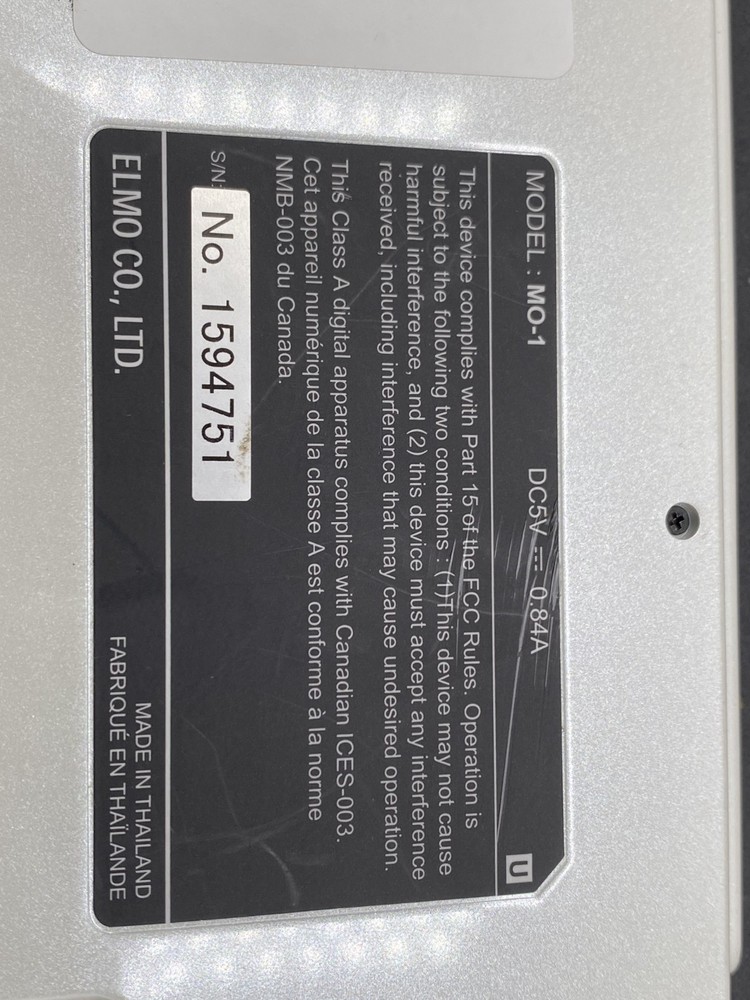 MODEL : MO-1 DC5V ⎓ 0.84A U
This device complies with Part 15 of the FCC Rules. Operation is
subject to the following two conditions : (1)This device may not cause
harmful interference, and (2) this device must accept any interference
received, including interference that may cause undesired operation.
This Class A digital apparatus complies with Canadian ICES-003.
Cet appareil numérique de la classe A est conforme à la norme
NMB-003 du Canada.
S/N: No. 1594751
ELMO CO., LTD.
MADE IN THAILAND
FABRIQUÉ EN THAÏLANDE